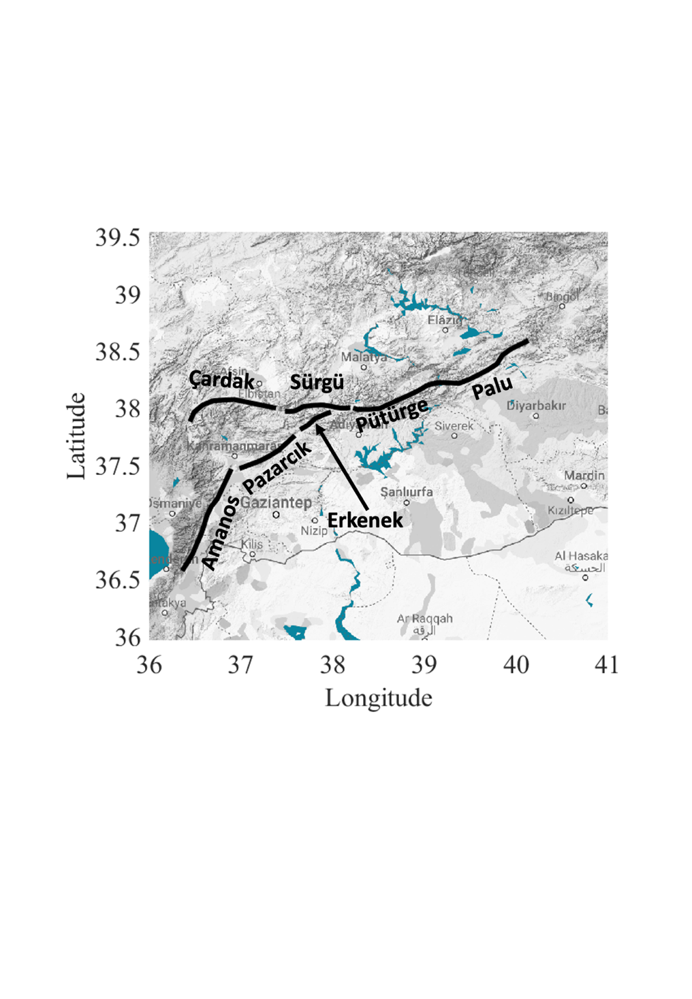 39.5
39
38.5
38
37.5
37
36.5
36
Latitude
36
37
38
39
40
41
Longitude
Bingöl
Elâzığ
Malatya
Afşin
Elbistan
Çardak
Sürgü
Palu
Pütürge
Diyarbakır
Siverek
Kahramanmaraş
Pazarcık
Mardin
Şanlıurfa
Kızıltepe
Gaziantep
Amanos
Erkenek
Nizip
Kilis
Al Hasaka
الحسكة
Ar Raqqah
الرقة